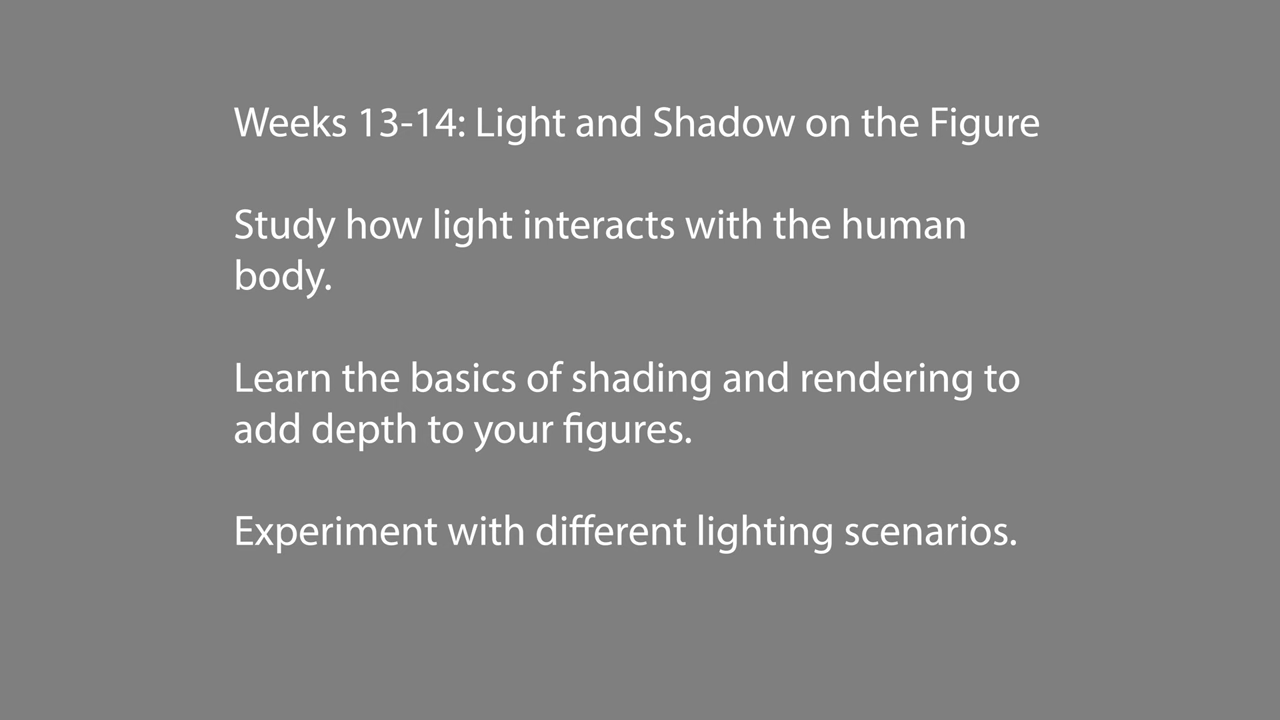 Weeks 13-14: Light and Shadow on the Figure
Study how light interacts with the human
body.
Learn the basics of shading and rendering to
add depth to your figures.
Experiment with different lighting scenarios.